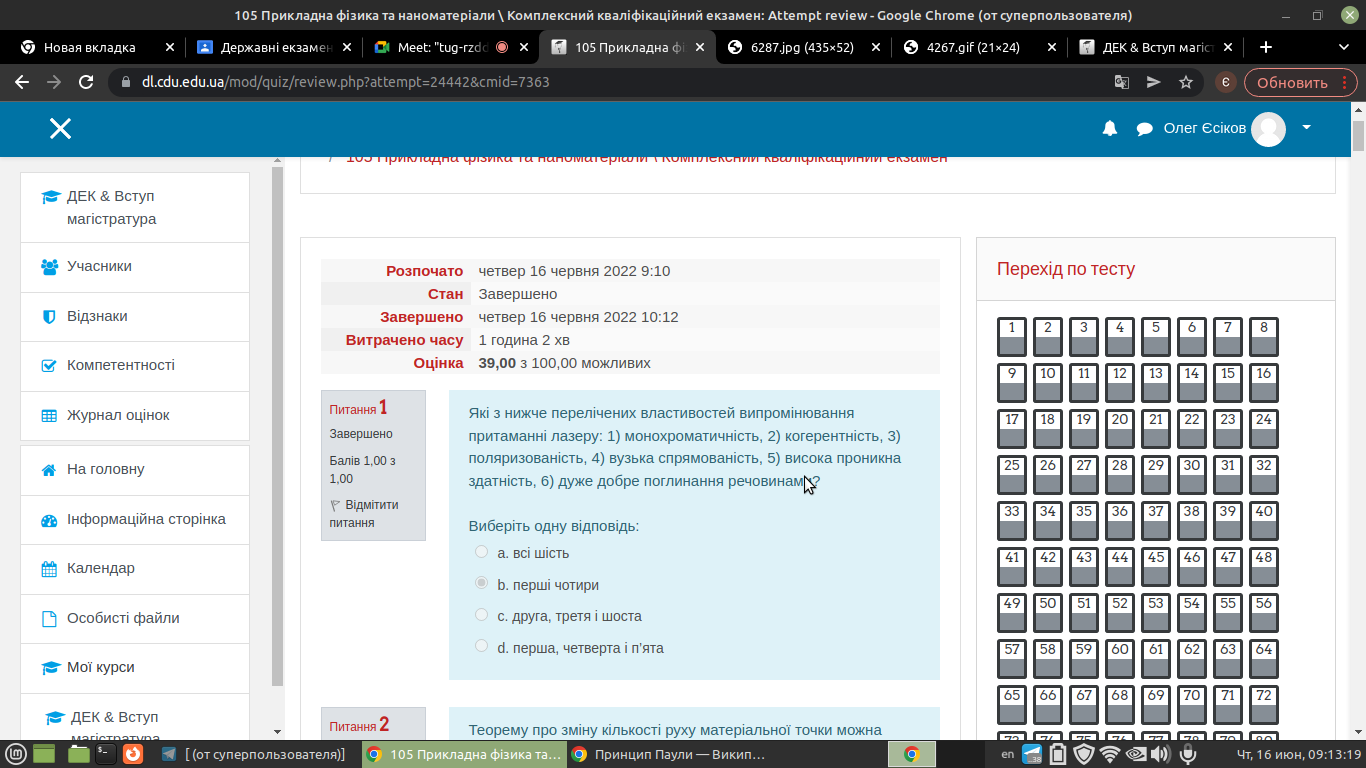 105 Прикладна фізика та наноматеріали \ Комплексний кваліфікаційний екзамен: Attempt review - Google Chrome (от суперпользователя)
Новая вкладка
Державні екзамен
Meet: "tug-rzdd
105 Прикладна фі
6287.jpg (435×52)
4267.gif (21×24)
ДЕК & Вступ магіст
dl.cdu.edu.ua/mod/quiz/review.php?attempt=24442&cmid=7363
Є
Обновить
Олег Єсіков
/ 105 Прикладна фізика та наноматеріали \ Комплексний кваліфікаційний екзамен
ДЕК & Вступ
магістратура
Учасники
Відзнаки
Компетентності
Журнал оцінок
На головну
Інформаційна сторінка
Календар
Особисті файли
Мої курси
ДЕК & Вступ
Розпочато четвер 16 червня 2022 9:10
Стан Завершено
Завершено четвер 16 червня 2022 10:12
Витрачено часу 1 година 2 хв
Оцінка 39,00 з 100,00 можливих
Питання 1
Завершено
Балів 1,00 з
1,00
Відмітити
питання
Які з нижче перелічених властивостей випромінювання
притаманні лазеру: 1) монохроматичність, 2) когерентність, 3)
поляризованість, 4) вузька спрямованість, 5) висока проникна
здатність, 6) дуже добре поглинання речовинами?
Виберіть одну відповідь:
a. всі шість
b. перші чотири
c. друга, третя і шоста
d. перша, четверта і п’ята
Питання 2
Теорему про зміну кількості руху матеріальної точки можна
Перехід по тесту
1 2 3 4 5 6 7 8
9 10 11 12 13 14 15 16
17 18 19 20 21 22 23 24
25 26 27 28 29 30 31 32
33 34 35 36 37 38 39 40
41 42 43 44 45 46 47 48
49 50 51 52 53 54 55 56
57 58 59 60 61 62 63 64
65 66 67 68 69 70 71 72
73 74 75 76 77 78 79 80
[ (от суперпользователя)]
105 Прикладна фізика та...
Принцип Паули — Викип...
en
Чт, 16 июн, 09:13:19